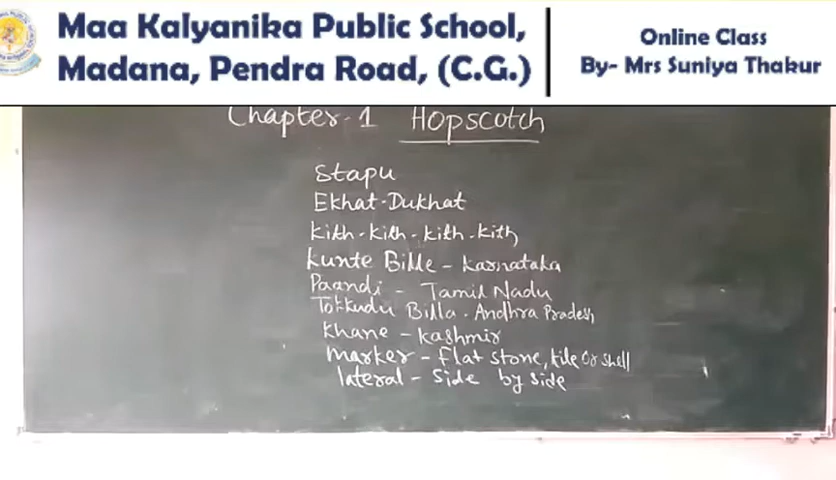 Maa Kalyanika Public School,
Madana, Pendra Road, (C.G.)
Online Class
By- Mrs Suniya Thakur
Chapter-1 Hopscotch
Stapu
Ekhat-Dukhat
Kith-Kith-Kith-Kith
Kunte Bille - Karnataka
Paandi - Tamil Nadu
Tokkudu Billa - Andhra Pradesh
Khane - Kashmir
marker - flat stone, tile or shell
lateral - side by side